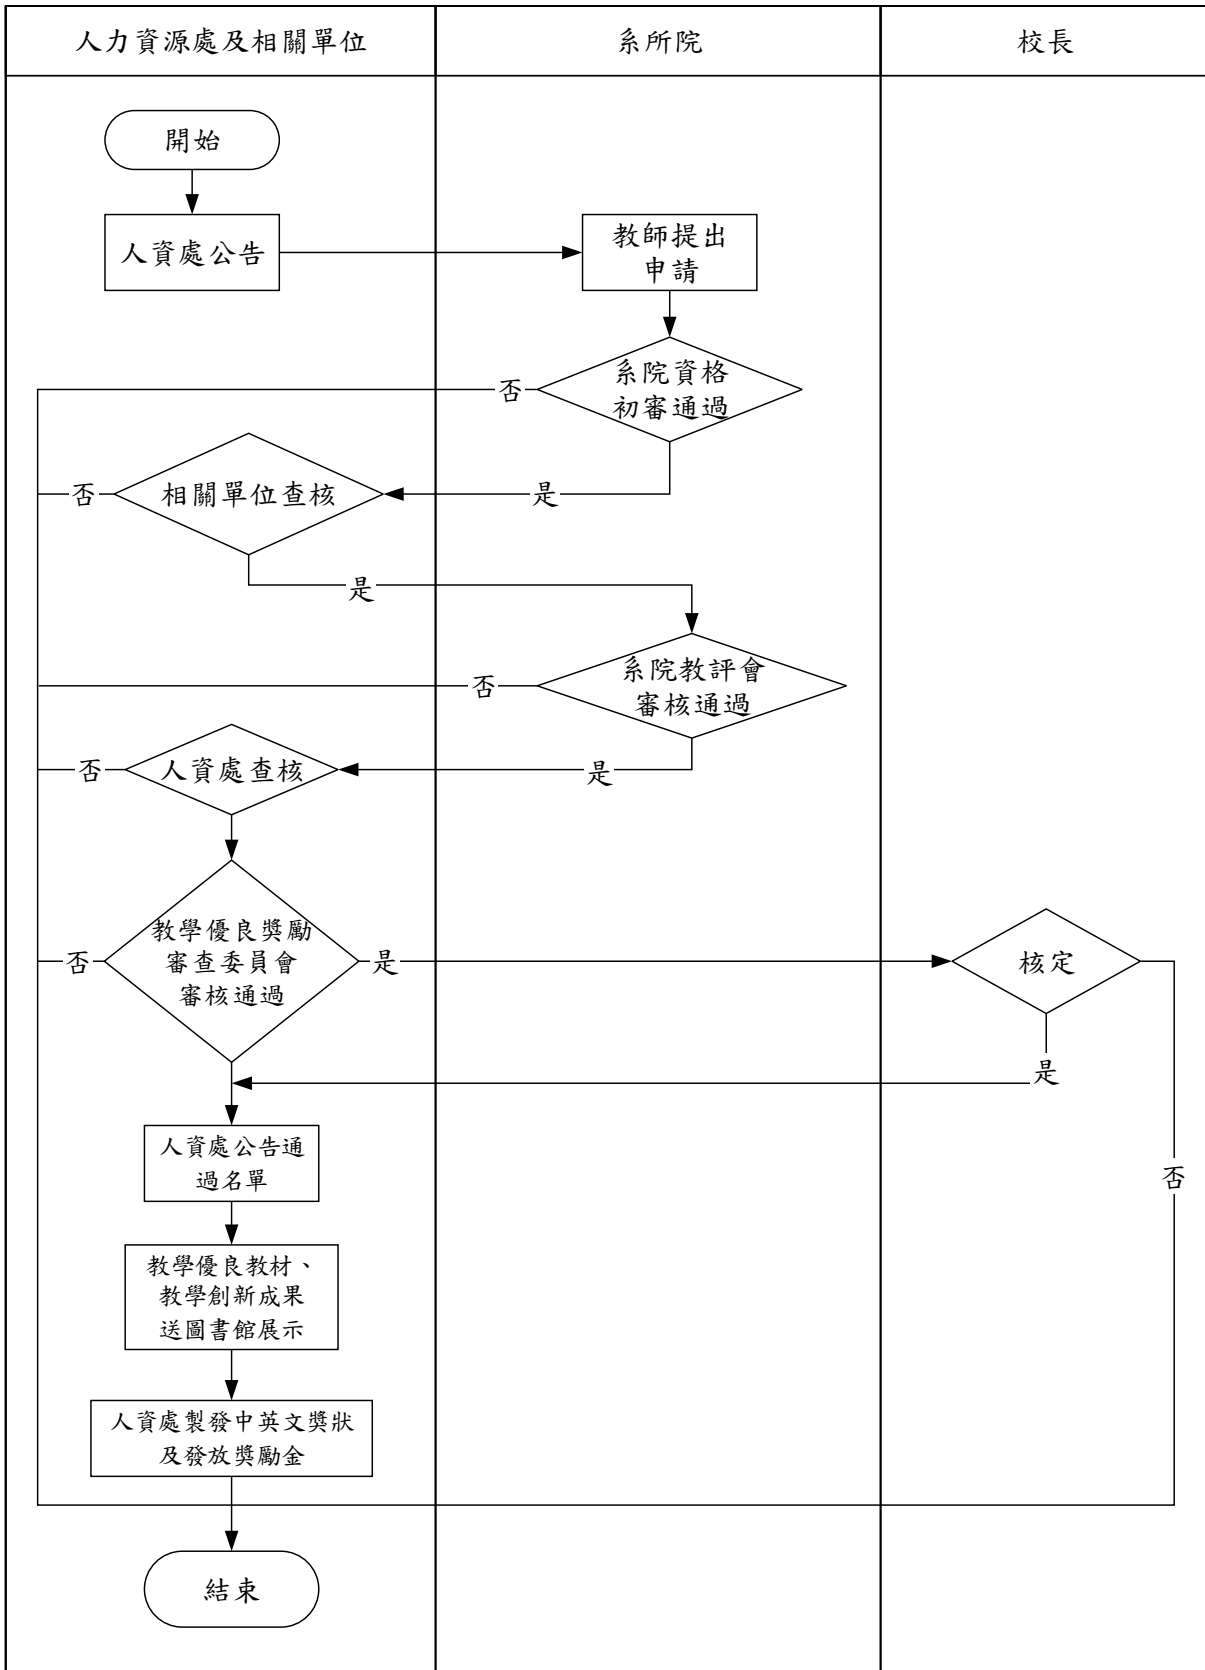 人力資源處及相關單位
系所院
校長
開始
人資處公告
教師提出
申請
系院資格
初審通過
否
相關單位查核
否
是
是
系院教評會
審核通過
否
人資處查核
否
是
教學優良獎勵
審查委員會
審核通過
否
是
核定
是
人資處公告通
過名單
否
教學優良教材、
教學創新成果
送圖書館展示
人資處製發中英文獎狀
及發放獎勵金
結束